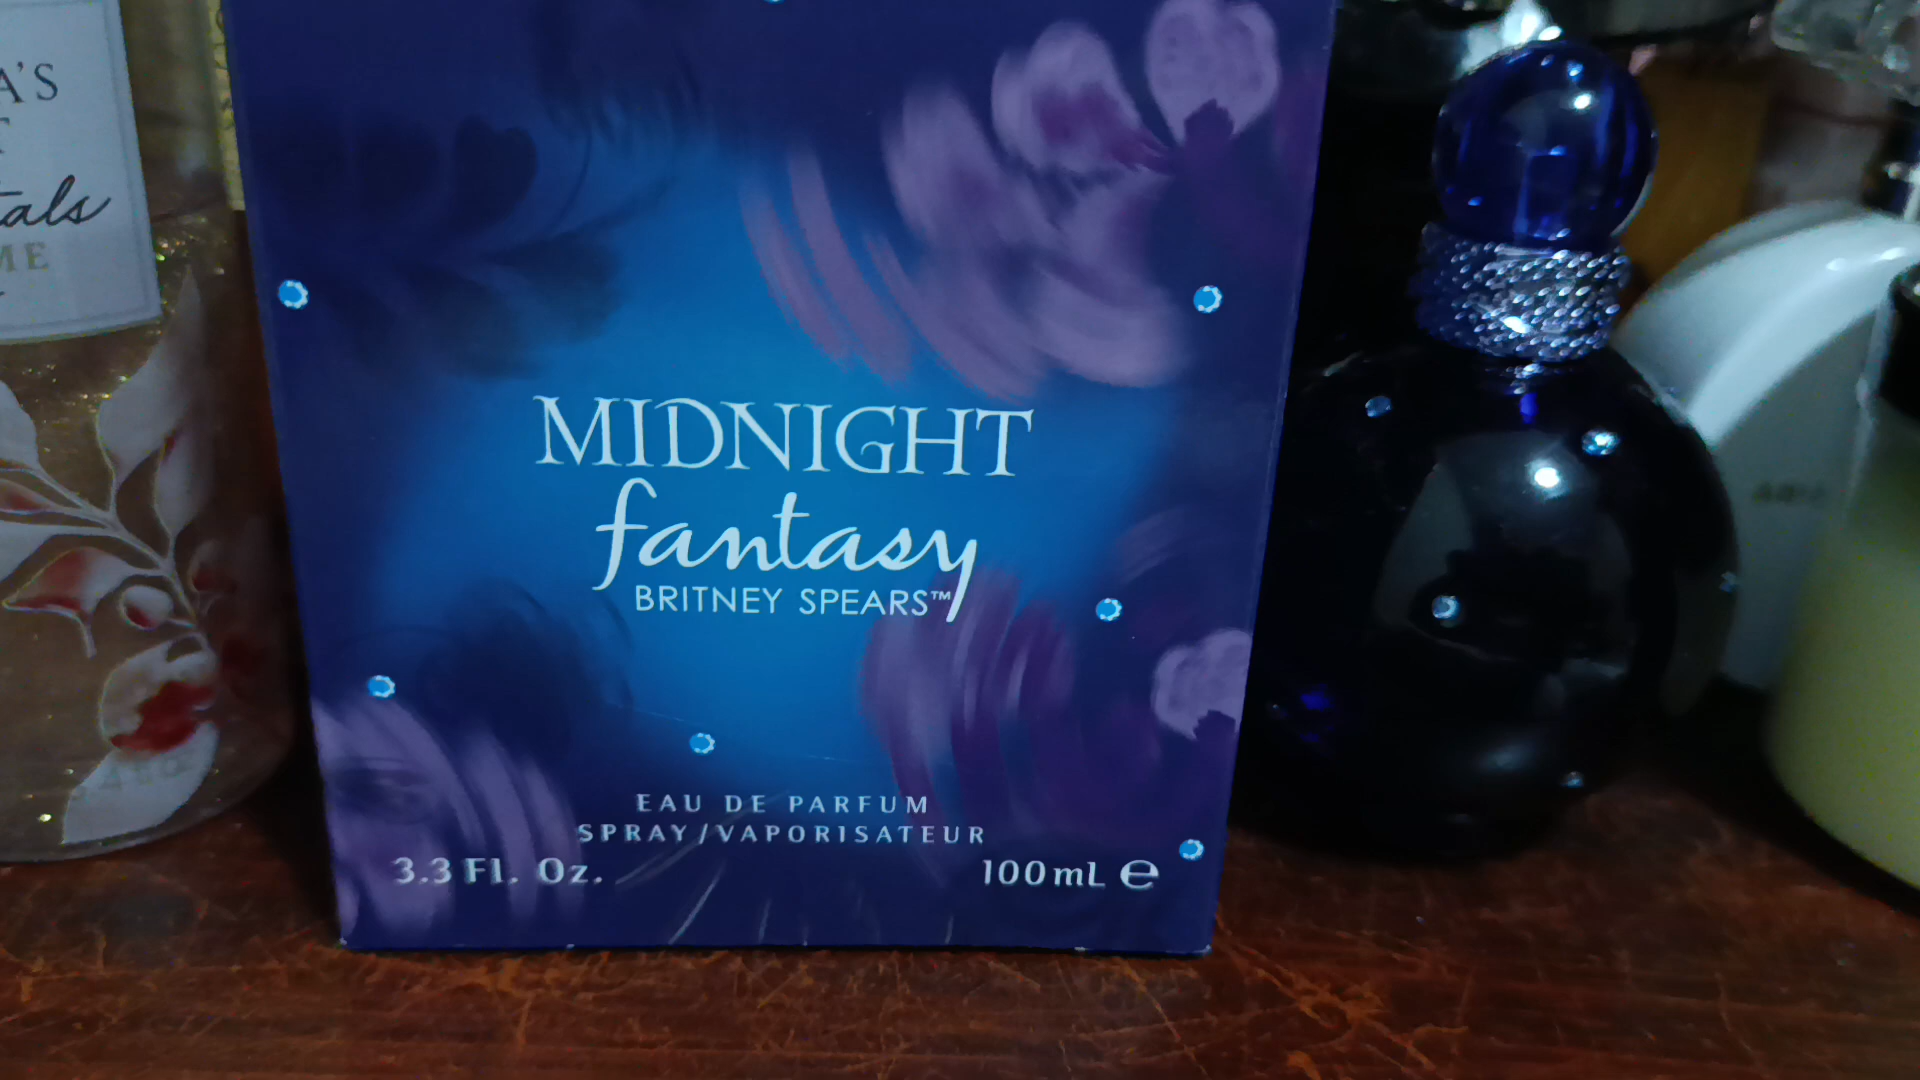 A'S
MIDNIGHT
fantasy
BRITNEY SPEARS™
EAU DE PARFUM
SPRAY/VAPORISATEUR
3.3 Fl. Oz.
100mL ℮